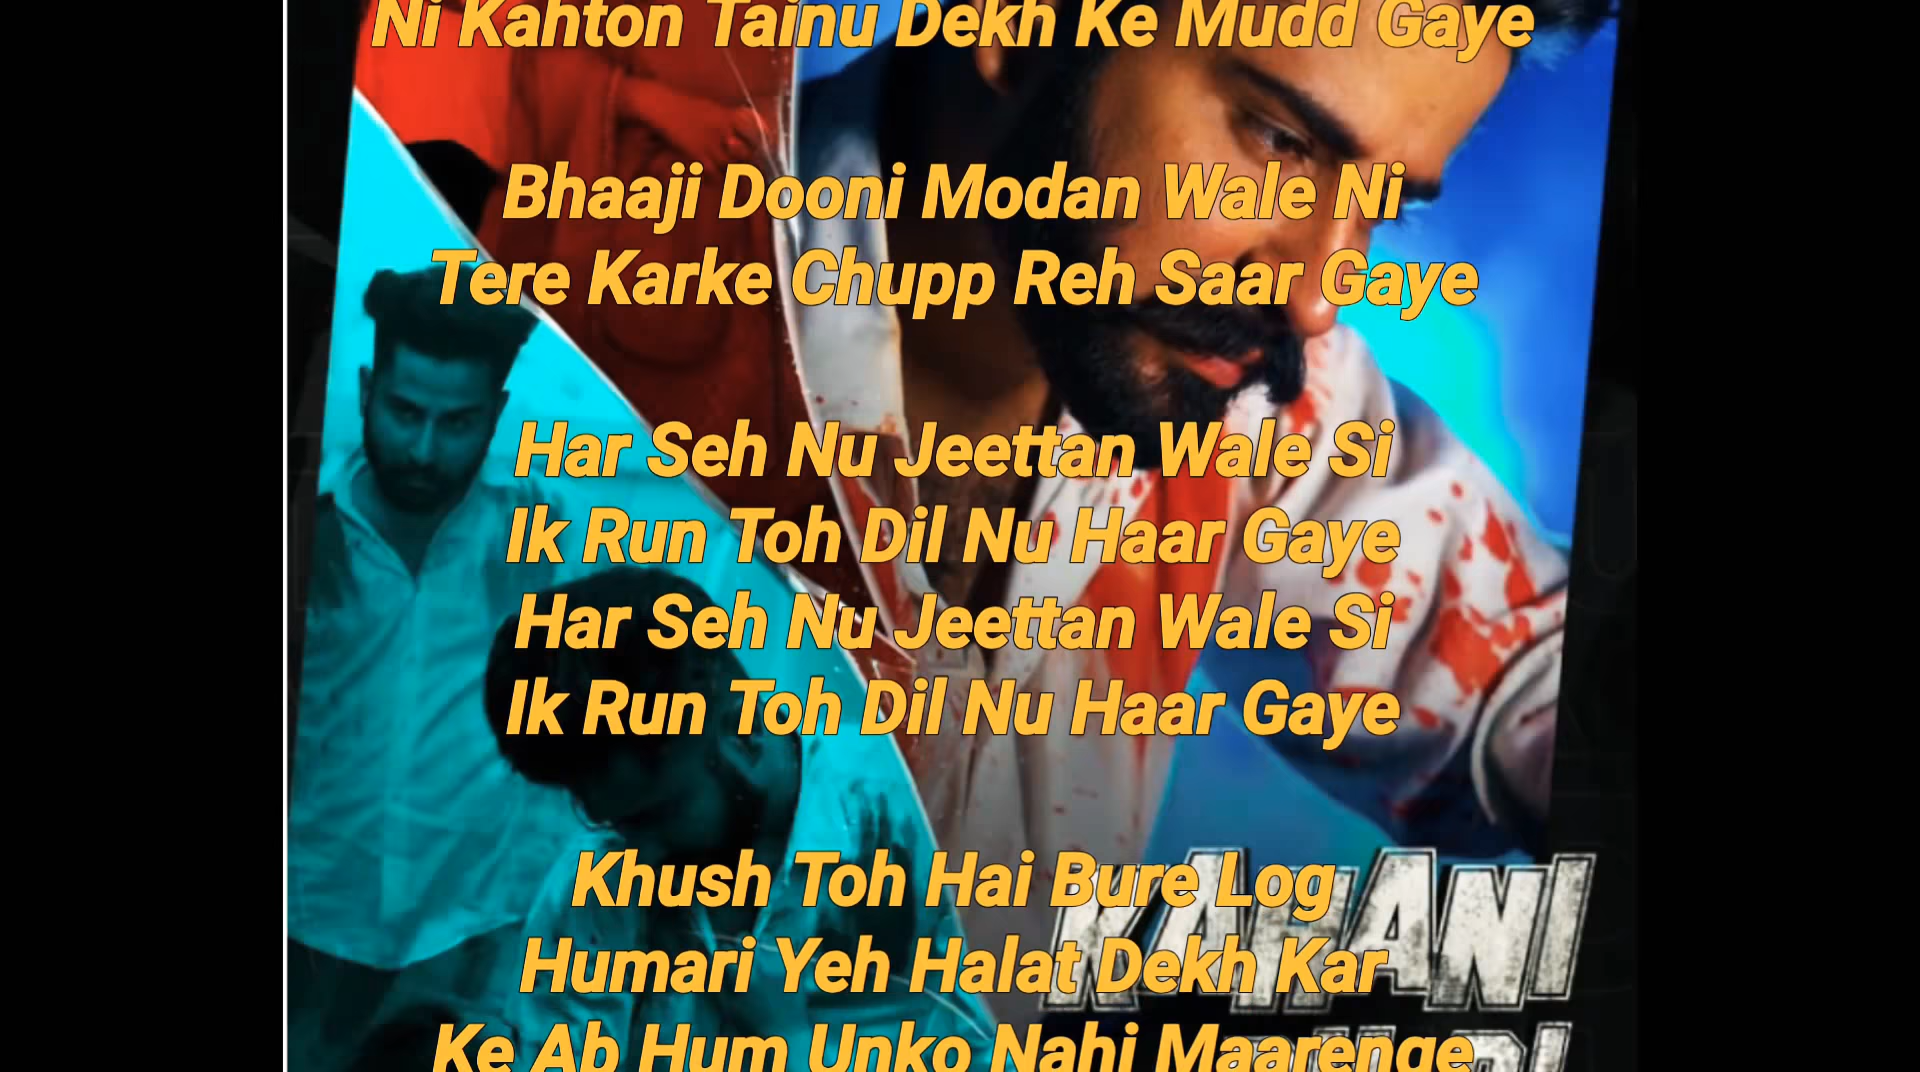 Ni Kahton Tainu Dekh Ke Mudd Gaye
Bhaaji Dooni Modan Wale Ni
Tere Karke Chupp Reh Saar Gaye
Har Seh Nu Jeettan Wale Si
Ik Run Toh Dil Nu Haar Gaye
Har Seh Nu Jeettan Wale Si
Ik Run Toh Dil Nu Haar Gaye
Khush Toh Hai Bure Log
Humari Yeh Halat Dekh Kar
Ke Ab Hum Unko Nahi Maarenge
KAHANI